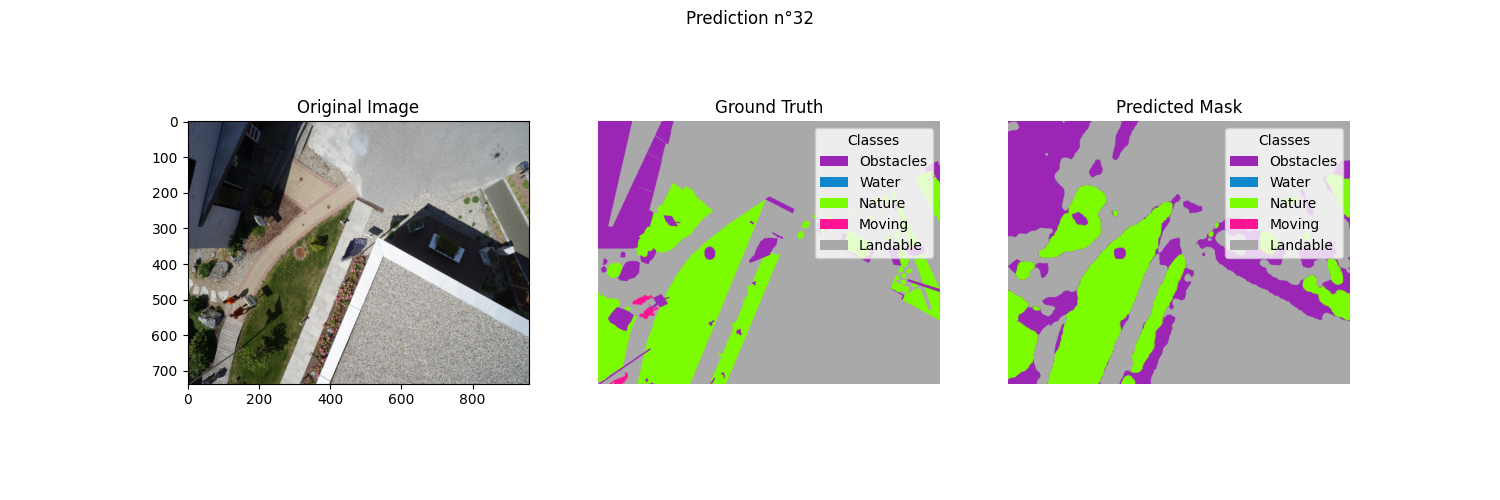 Prediction n°32
Original Image
0
100
200
300
400
500
600
700
0
200
400
600
800
Ground Truth
Classes
Obstacles
Water
Nature
Moving
Landable
Predicted Mask
Classes
Obstacles
Water
Nature
Moving
Landable